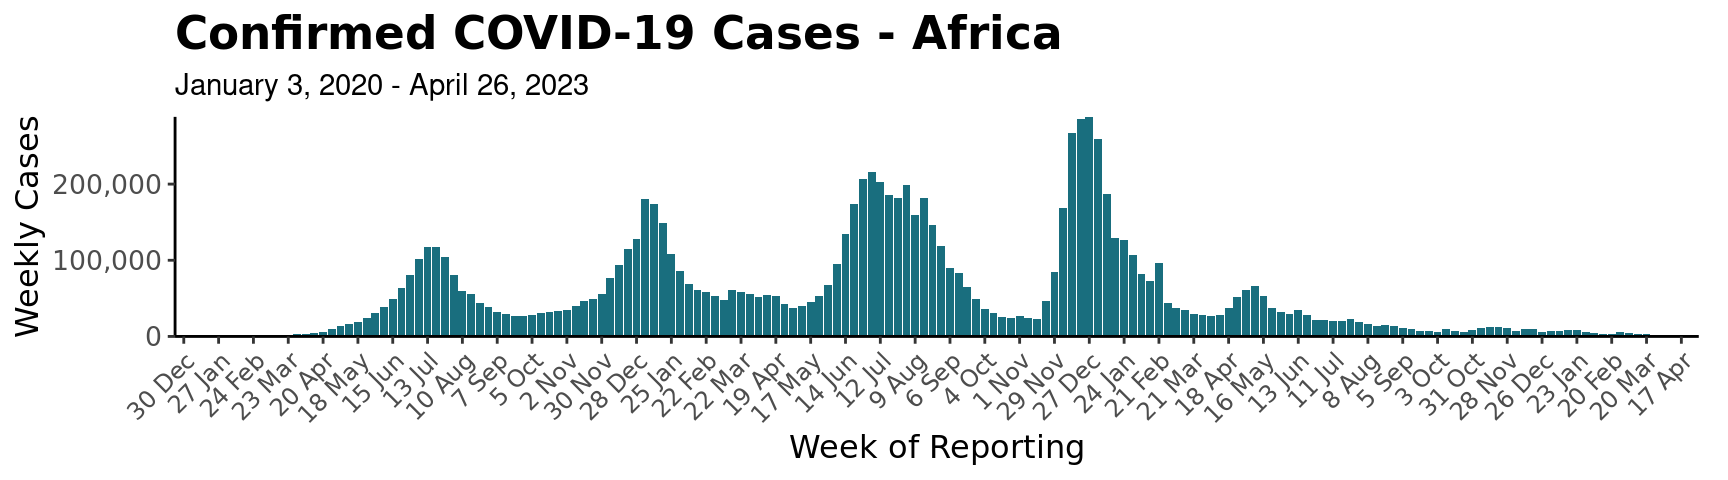 Confirmed COVID-19 Cases - Africa
January 3, 2020 - April 26, 2023
Weekly Cases
200,000
100,000
0
30 Dec
27 Jan
24 Feb
23 Mar
20 Apr
18 May
15 Jun
13 Jul
10 Aug
7 Sep
5 Oct
2 Nov
30 Nov
28 Dec
25 Jan
22 Feb
22 Mar
19 Apr
17 May
14 Jun
12 Jul
9 Aug
6 Sep
4 Oct
1 Nov
29 Nov
27 Dec
24 Jan
21 Feb
21 Mar
18 Apr
16 May
13 Jun
11 Jul
8 Aug
5 Sep
3 Oct
31 Oct
28 Nov
26 Dec
23 Jan
20 Feb
20 Mar
17 Apr
Week of Reporting